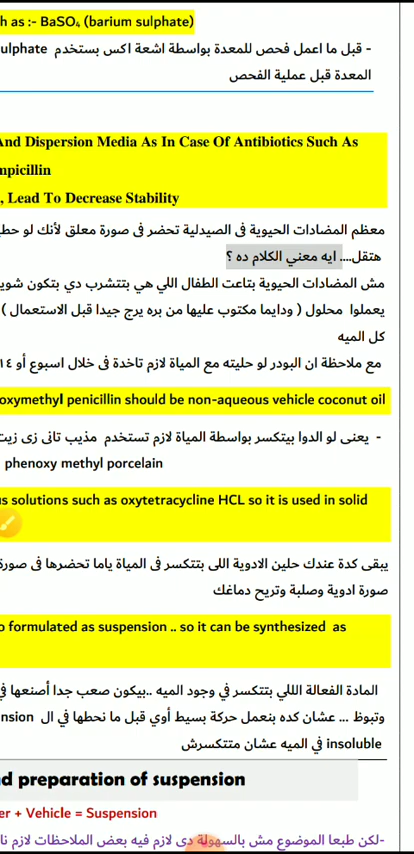 h as :- BaSO₄ (barium sulphate)
- قبل ما اعمل فحص للمعدة بواسطة اشعة اكس بستخدم ulphate
المعدة قبل عملية الفحص
And Dispersion Media As In Case Of Antibiotics Such As
mpicillin
, Lead To Decrease Stability
معظم المضادات الحيوية فى الصيدلية تحضر فى صورة معلق لأنك لو حطي
هتقل.... ايه معني الكلام ده ؟
مش المضادات الحيوية بتاعت الطفال اللي هي بتتشرب دي بتكون شوي
يعملوا محلول ( ودايما مكتوب عليها من بره يرج جيدا قبل الاستعمال (
كل الميه
مع ملاحظة ان البودر لو حليته مع المياة لازم تاخدة فى خلال اسبوع أو ١٤
oxymethyl penicillin should be non-aqueous vehicle coconut oil
- يعنى لو الدوا بيتكسر بواسطة المياة لازم تستخدم مذيب تانى زى زيت
phenoxy methyl porcelain
us solutions such as oxytetracycline HCL so it is used in solid
يبقى كدة عندك حلين الادوية اللى بتتكسر فى المياة ياما تحضرها فى صورة
صورة ادوية وصلبة وتريح دماغك
o formulated as suspension .. so it can be synthesized as
المادة الفعالة اللي بتتكسر في وجود الميه ..بيكون صعب جدا أصنعها في
وتبوظ ... عشان كده بنعمل حركة بسيط أوي قبل ما نحطها في ال nsion
insoluble في الميه عشان متتكسرش
d preparation of suspension
er + Vehicle = Suspension
-لكن طبعا الموضوع مش بالسهولة دى لازم فيه بعض الملاحظات لازم نا